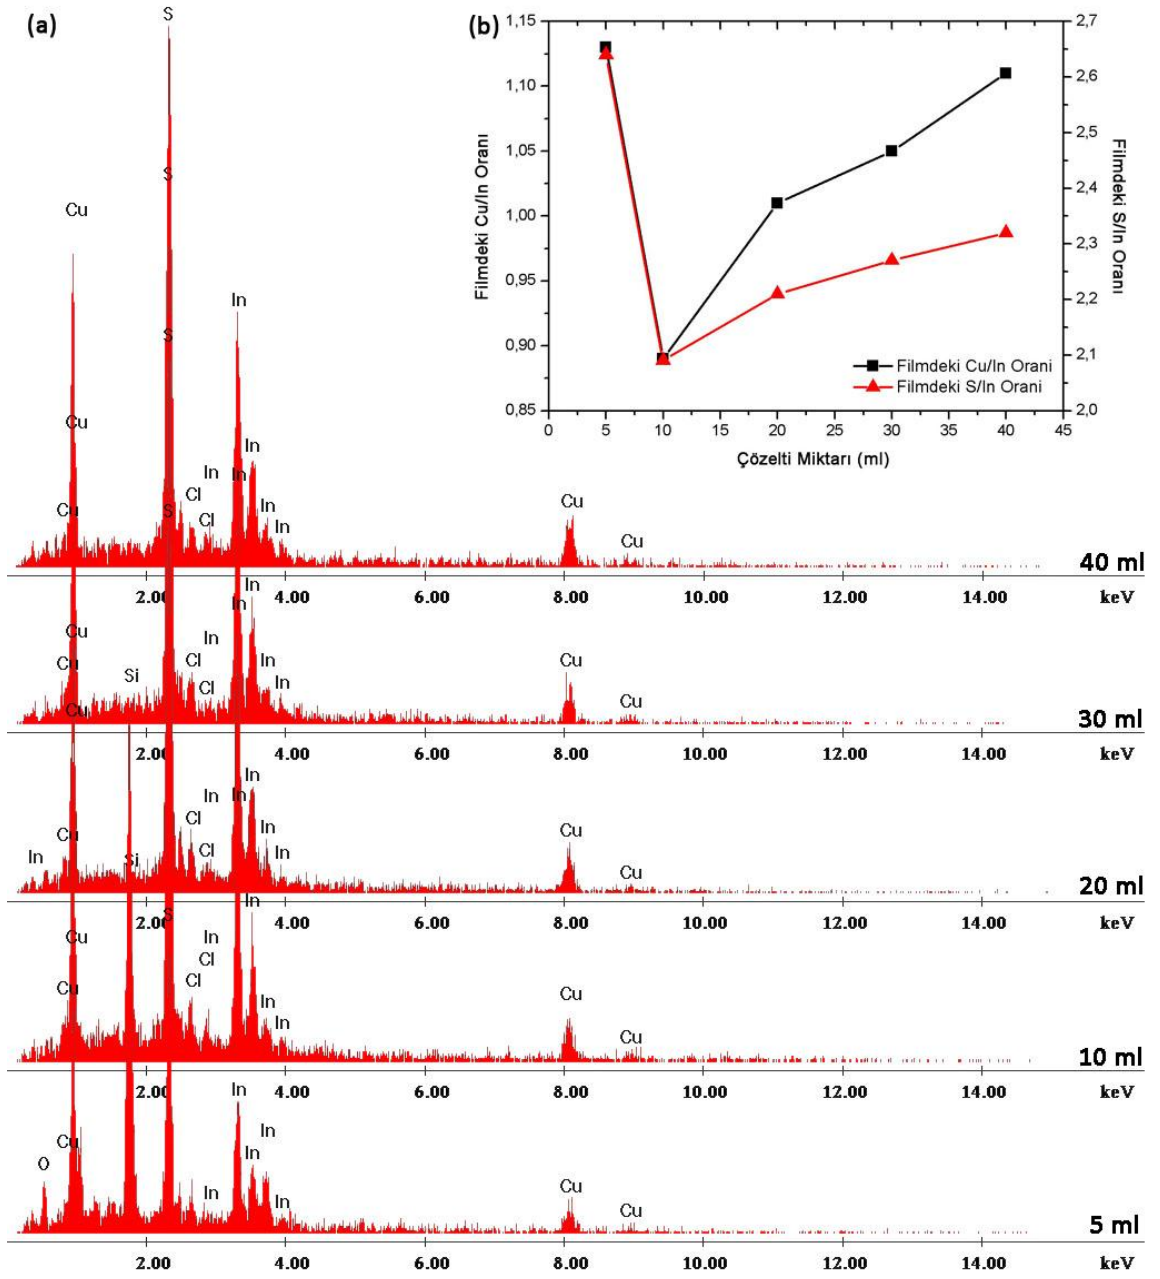 (a)
S
S
Cu
S
In
Cu
In
In
In
Cl
In
Cu
S
Cl
In
Cu
Cu
40 ml
2.00 4.00 6.00 8.00 10.00 12.00 14.00 keV
In
In
Cu
In
Cu
Cl
In
Si
In
Cl
Cu
Cu
Cu
30 ml
2.00 4.00 6.00 8.00 10.00 12.00 14.00 keV
In
In
In
Cl
In
Cu
Cu
In
Si
Cl
In
Cu
Cu
20 ml
2.00 4.00 6.00 8.00 10.00 12.00 14.00 keV
In
S
Cu
In
Cl
Cl
Cu
In
In
Cu
Cu
10 ml
2.00 4.00 6.00 8.00 10.00 12.00 14.00 keV
In
In
Cu
In
O
In
In
Cu
Cu
5 ml
2.00 4.00 6.00 8.00 10.00 12.00 14.00 keV
(b)
Filmdeki Cu/In Oranı
1,15
1,10
1,05
1,00
0,95
0,90
0,85
2,7
2,6
2,5
2,4
2,3
2,2
2,1
2,0
Filmdeki S/In Oranı
Filmdeki Cu/In Orani
Filmdeki S/In Orani
0 5 10 15 20 25 30 35 40 45
Çözelti Miktarı (ml)